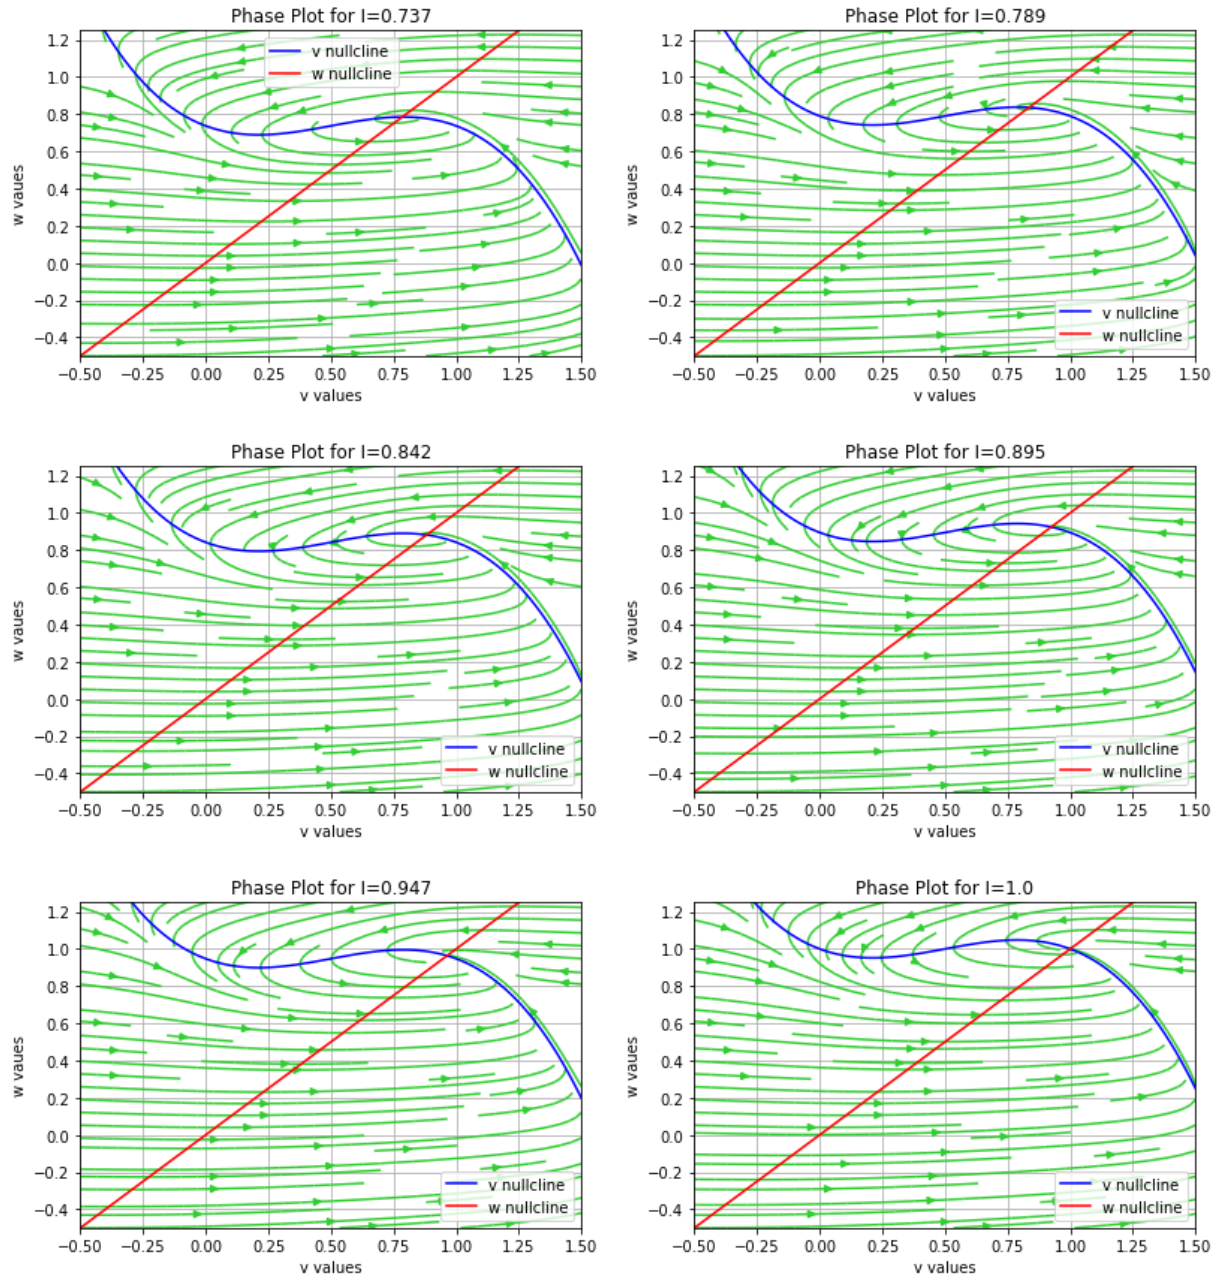 Phase Plot for I=0.737
v nullcline
w nullcline
1.2
1.0
0.8
0.6
0.4
0.2
0.0
−0.2
−0.4
w vaues
−0.50 −0.25 0.00 0.25 0.50 0.75 1.00 1.25 1.50
v values
Phase Plot for I=0.789
1.2
1.0
0.8
0.6
0.4
0.2
0.0
−0.2
−0.4
w vaues
v nullcline
w nullcline
−0.50 −0.25 0.00 0.25 0.50 0.75 1.00 1.25 1.50
v values
Phase Plot for I=0.842
1.2
1.0
0.8
0.6
0.4
0.2
0.0
−0.2
−0.4
w vaues
v nullcline
w nullcline
−0.50 −0.25 0.00 0.25 0.50 0.75 1.00 1.25 1.50
v values
Phase Plot for I=0.895
1.2
1.0
0.8
0.6
0.4
0.2
0.0
−0.2
−0.4
w vaues
v nullcline
w nullcline
−0.50 −0.25 0.00 0.25 0.50 0.75 1.00 1.25 1.50
v values
Phase Plot for I=0.947
1.2
1.0
0.8
0.6
0.4
0.2
0.0
−0.2
−0.4
w vaues
v nullcline
w nullcline
−0.50 −0.25 0.00 0.25 0.50 0.75 1.00 1.25 1.50
v values
Phase Plot for I=1.0
1.2
1.0
0.8
0.6
0.4
0.2
0.0
−0.2
−0.4
w vaues
v nullcline
w nullcline
−0.50 −0.25 0.00 0.25 0.50 0.75 1.00 1.25 1.50
v values